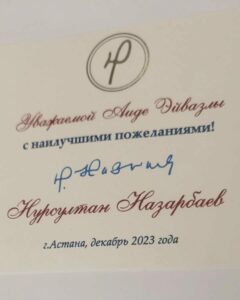 Уважаемой Аиде Эйвазлы
с наилучшими пожеланиями!
Нурсултан Назарбаев
г.Астана, декабрь 2023 года